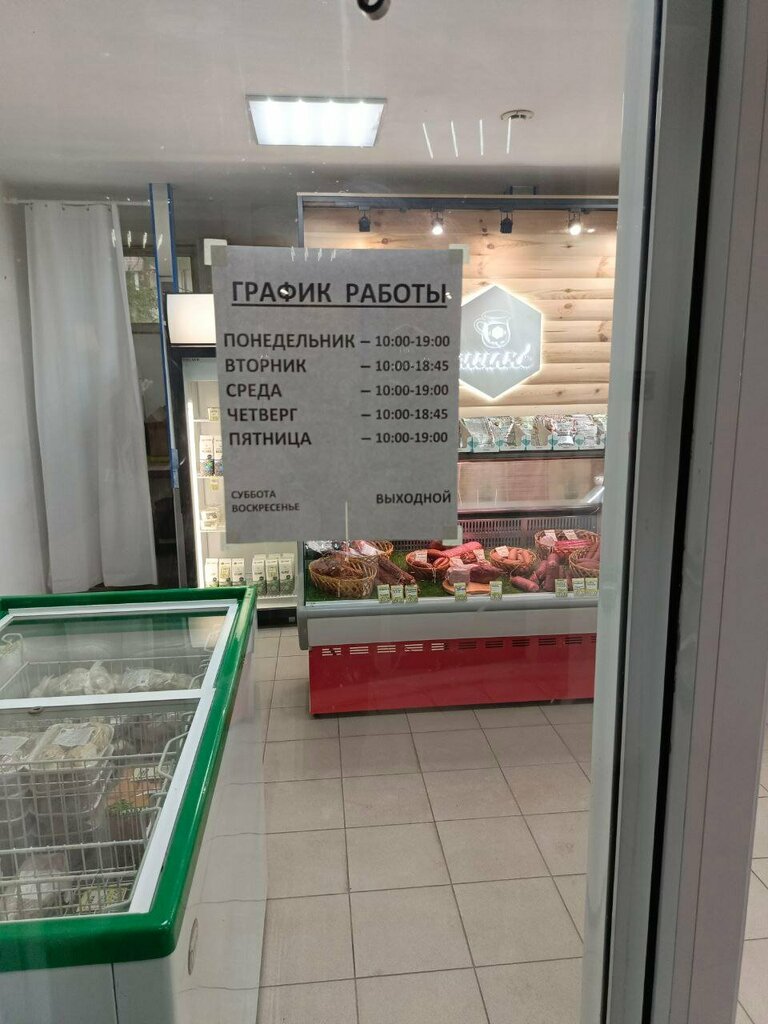 ГРАФИК РАБОТЫ
ПОНЕДЕЛЬНИК – 10:00-19:00
ВТОРНИК – 10:00-18:45
СРЕДА – 10:00-19:00
ЧЕТВЕРГ – 10:00-18:45
ПЯТНИЦА – 10:00-19:00
СУББОТА
ВОСКРЕСЕНЬЕ ВЫХОДНОЙ